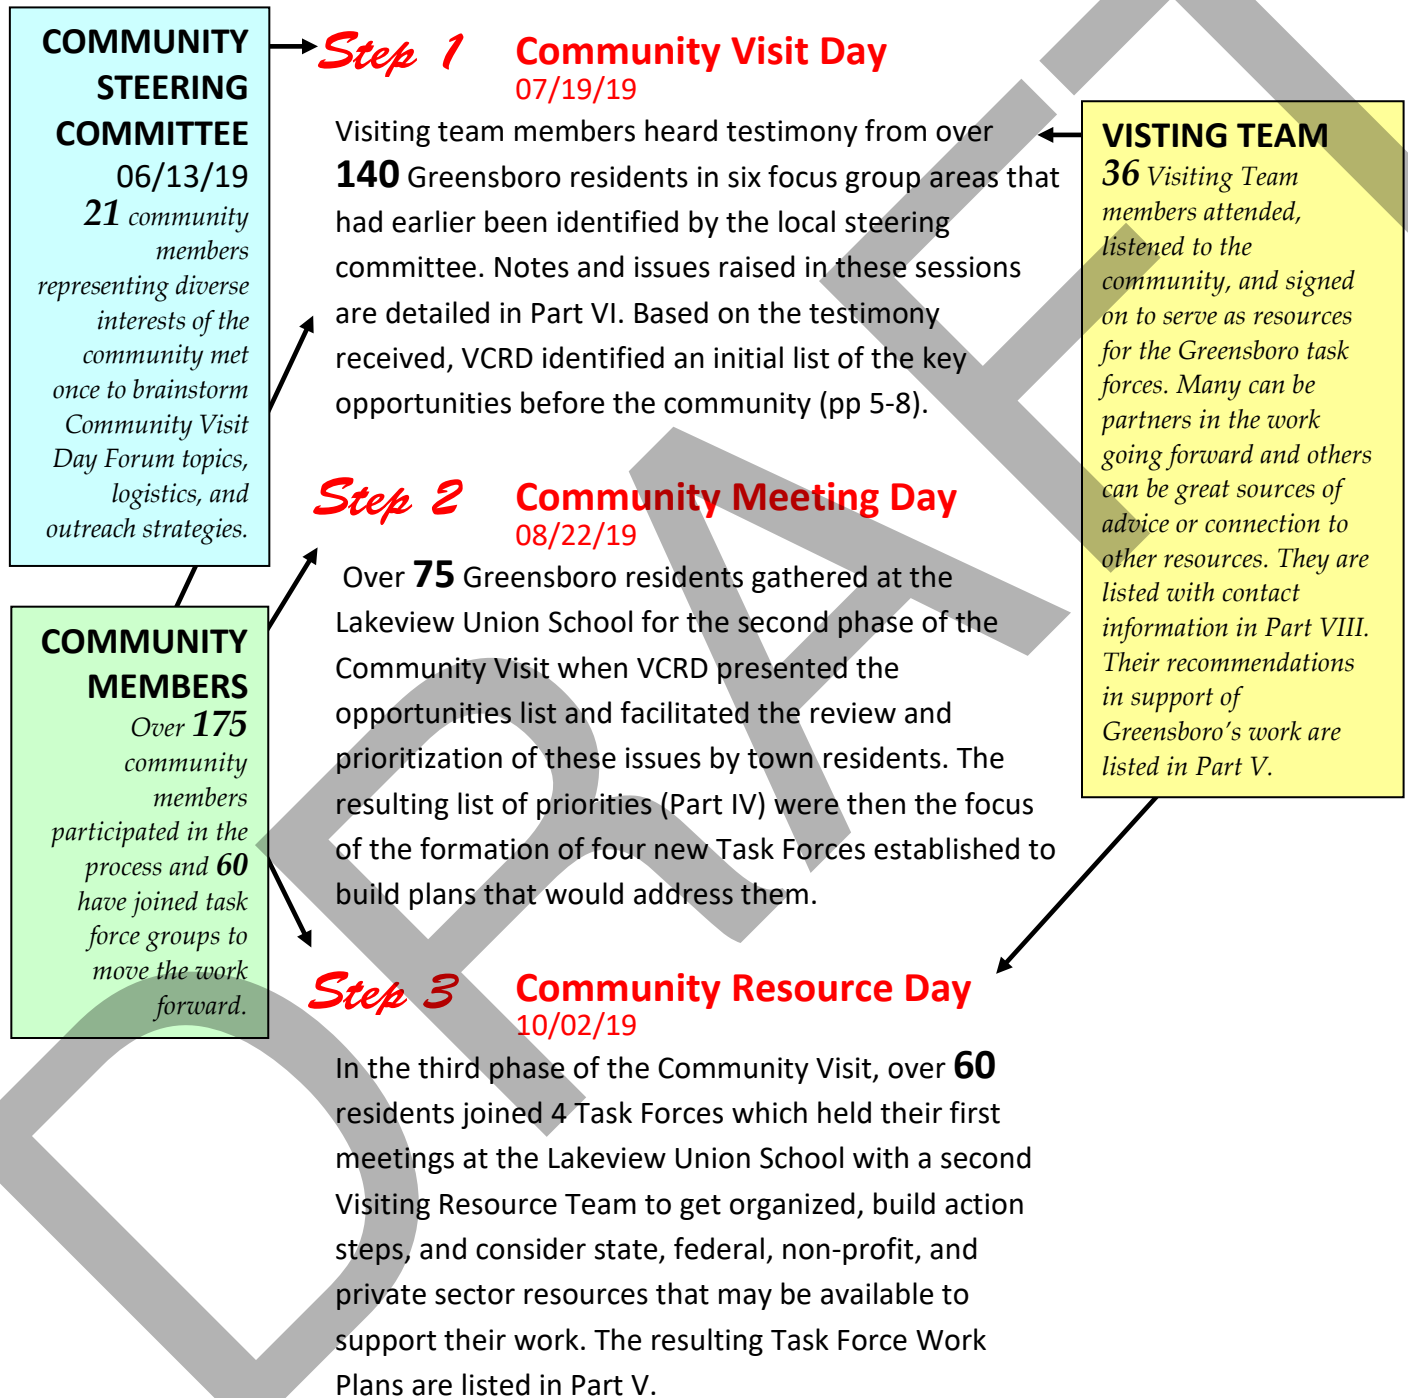 COMMUNITY
STEERING
COMMITTEE
06/13/19
21 community
members
representing diverse
interests of the
community met
once to brainstorm
Community Visit
Day Forum topics,
logistics, and
outreach strategies.
COMMUNITY
MEMBERS
Over 175
community
members
participated in the
process and 60
have joined task
force groups to
move the work
forward.
Step 1 Community Visit Day
07/19/19
Visiting team members heard testimony from over
140 Greensboro residents in six focus group areas that
had earlier been identified by the local steering
committee. Notes and issues raised in these sessions
are detailed in Part VI. Based on the testimony
received, VCRD identified an initial list of the key
opportunities before the community (pp 5-8).
Step 2 Community Meeting Day
08/22/19
Over 75 Greensboro residents gathered at the
Lakeview Union School for the second phase of the
Community Visit when VCRD presented the
opportunities list and facilitated the review and
prioritization of these issues by town residents. The
resulting list of priorities (Part IV) were then the focus
of the formation of four new Task Forces established to
build plans that would address them.
Step 3 Community Resource Day
10/02/19
In the third phase of the Community Visit, over 60
residents joined 4 Task Forces which held their first
meetings at the Lakeview Union School with a second
Visiting Resource Team to get organized, build action
steps, and consider state, federal, non-profit, and
private sector resources that may be available to
support their work. The resulting Task Force Work
Plans are listed in Part V.
VISTING TEAM
36 Visiting Team
members attended,
listened to the
community, and signed
on to serve as resources
for the Greensboro task
forces. Many can be
partners in the work
going forward and others
can be great sources of
advice or connection to
other resources. They are
listed with contact
information in Part VIII.
Their recommendations
in support of
Greensboro’s work are
listed in Part V.
DRAFT